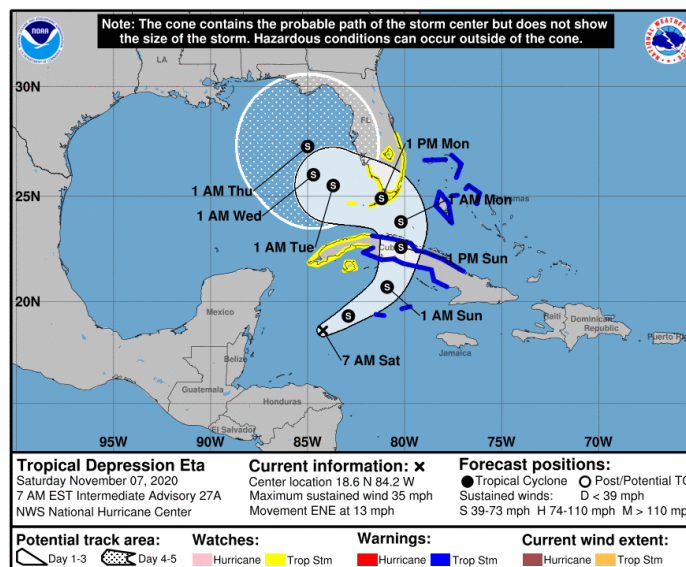 Note: The cone contains the probable path of the storm center but does not show
the size of the storm. Hazardous conditions can occur outside of the cone.
NOAA
LA
30N
FL
1 PM Mon
1 AM Thu
25N
1 AM Wed
1 AM Mon
Bahamas
1 AM Tue
Cuba
1 PM Sun
20N
Mexico
1 AM Sun
Haiti
Dominican
Republic
Puerto Ri
Jamaica
7 AM Sat
Belize
Guatemala
Honduras
El Salvador
95W 90W 85W 80W 75W 70W
S
S
S
S
S
S
S
S
S
Tropical Depression Eta
Saturday November 07, 2020
7 AM EST Intermediate Advisory 27A
NWS National Hurricane Center
Current information: x
Center location 18.6 N 84.2 W
Maximum sustained wind 35 mph
Movement ENE at 13 mph
Forecast positions:
Tropical Cyclone Post/Potential TC
Sustained winds: D < 39 mph
S 39-73 mph H 74-110 mph M > 110 mp
Potential track area:
Day 1-3 Day 4-5
Watches:
Hurricane Trop Stm
Warnings:
Hurricane Trop Stm
Current wind extent:
Hurricane Trop Stm